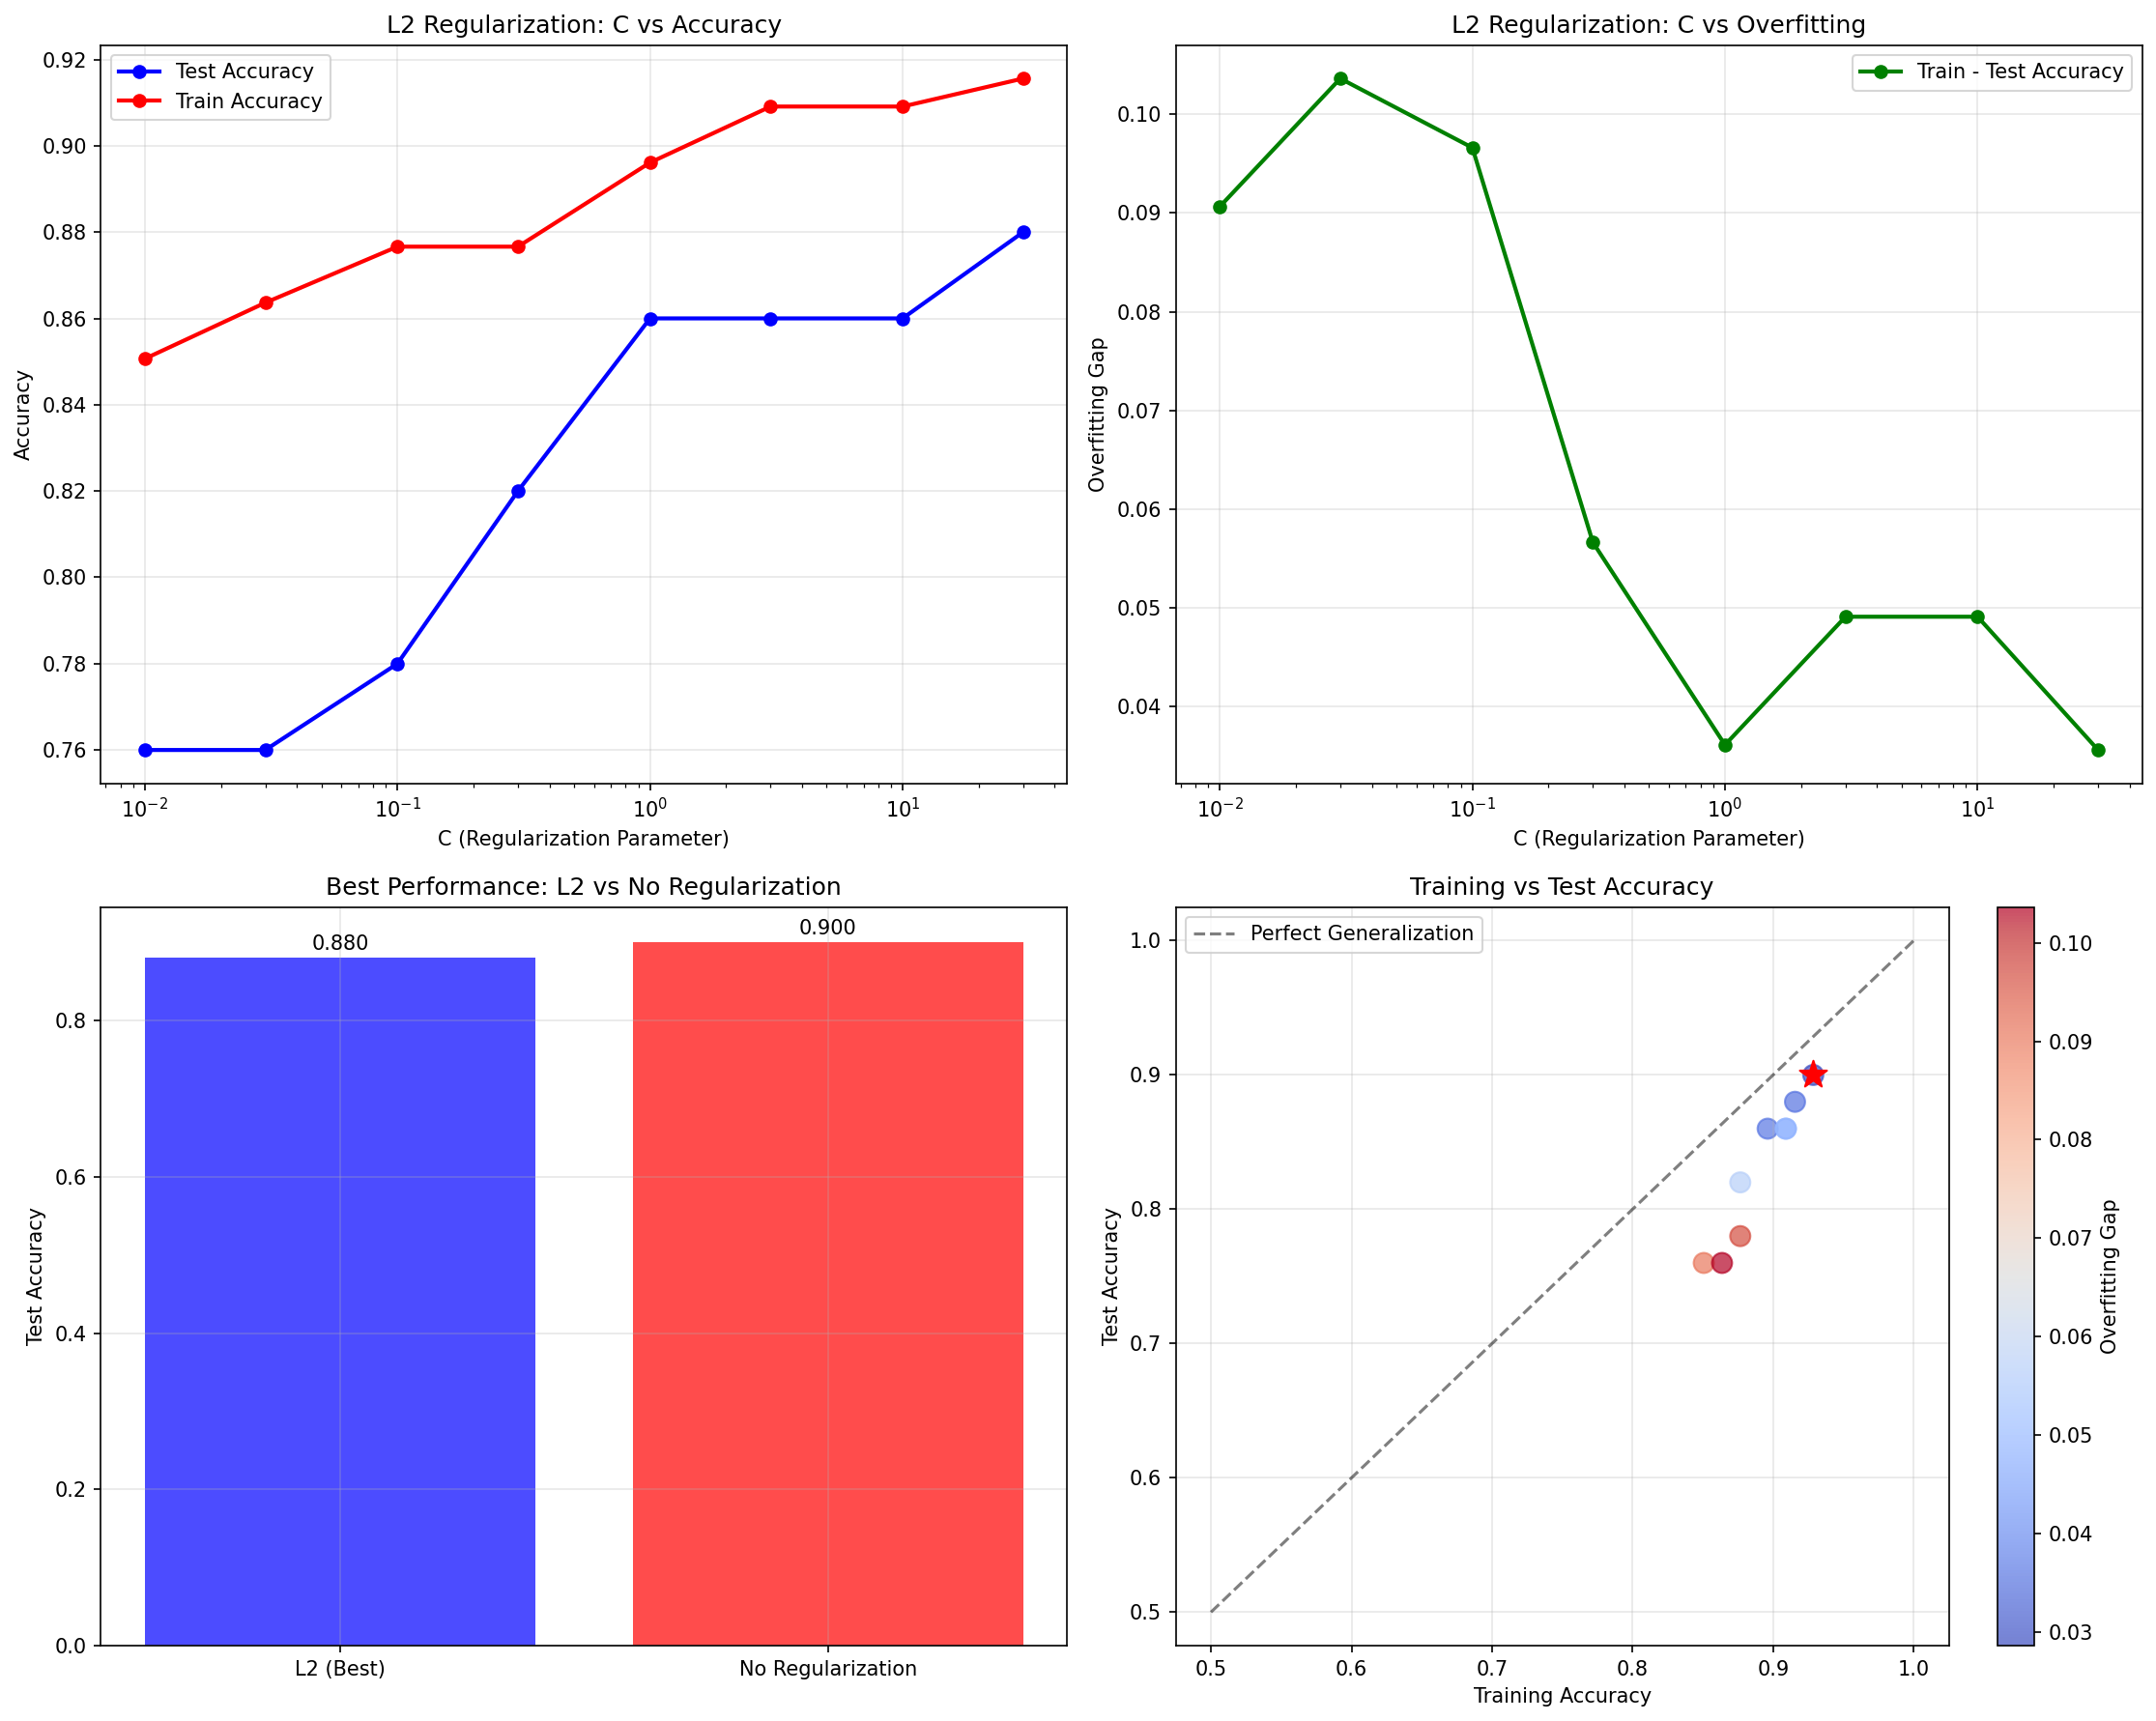 L2 Regularization: C vs Accuracy
Test Accuracy
Train Accuracy
0.92
0.90
0.88
0.86
0.84
0.82
0.80
0.78
0.76
Accuracy
10⁻²
10⁻¹
10⁰
10¹
C (Regularization Parameter)
L2 Regularization: C vs Overfitting
Train - Test Accuracy
0.10
0.09
0.08
0.07
0.06
0.05
0.04
Overfitting Gap
10⁻²
10⁻¹
10⁰
10¹
C (Regularization Parameter)
Best Performance: L2 vs No Regularization
0.880
0.900
0.8
0.6
0.4
0.2
0.0
Test Accuracy
L2 (Best)
No Regularization
Training vs Test Accuracy
Perfect Generalization
1.0
0.9
0.8
0.7
0.6
0.5
Test Accuracy
0.5
0.6
0.7
0.8
0.9
1.0
Training Accuracy
0.10
0.09
0.08
0.07
0.06
0.05
0.04
0.03
Overfitting Gap